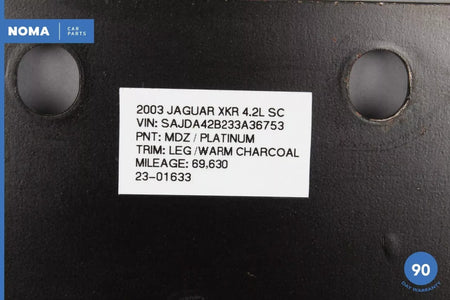 NOMA CAR PARTS
2003 JAGUAR XKR 4.2L SC
VIN: SAJDA42B233A36753
PNT: MDZ / PLATINUM
TRIM: LEG /WARM CHARCOAL
MILEAGE: 69,630
23-01633
90
DAY WARRANTY